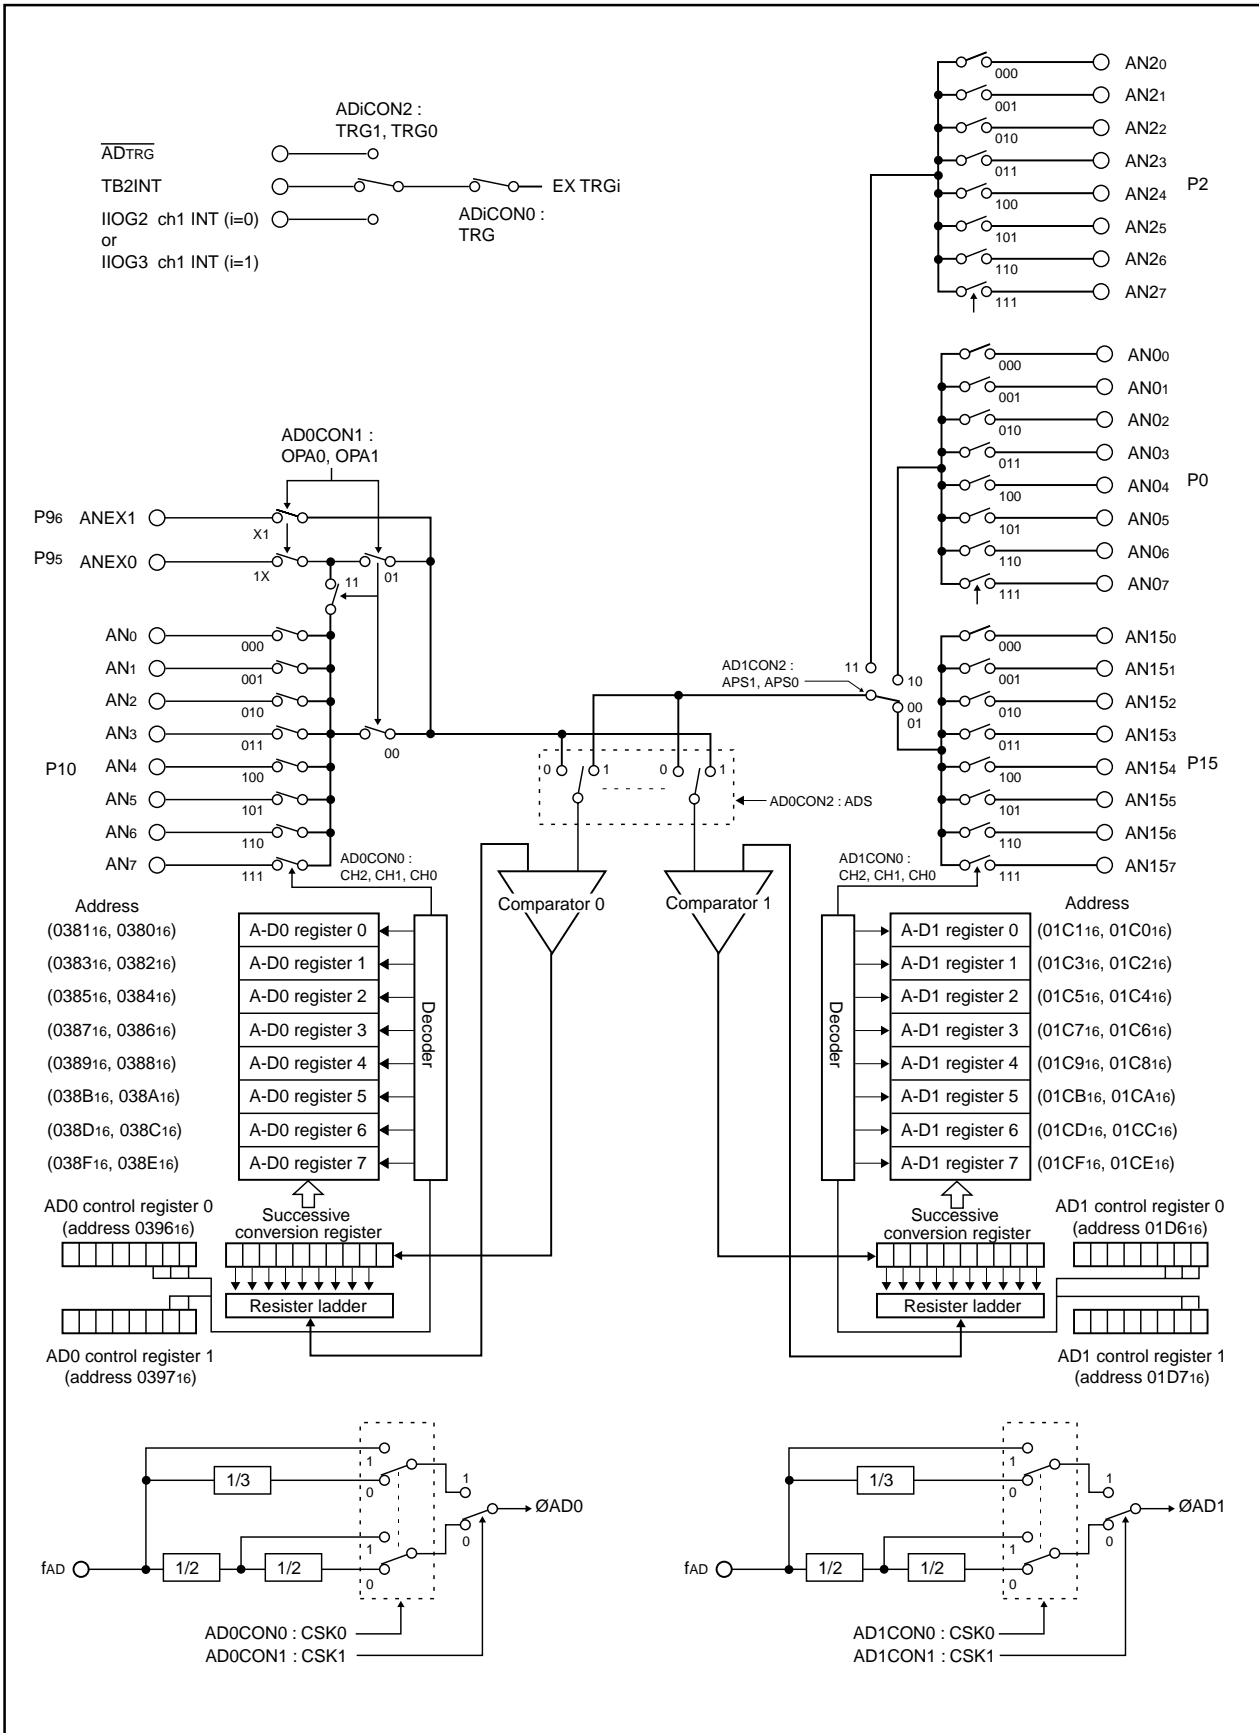 ADiCON2 :
TRG1, TRG0
ADTRG
TB2INT
EX TRGi
IIOG2 ch1 INT (i=0)
or
IIOG3 ch1 INT (i=1)
ADiCON0 :
TRG
000
AN20
001
AN21
010
AN22
011
AN23
100
AN24
101
AN25
110
AN26
111
AN27
P2
000
AN00
001
AN01
010
AN02
011
AN03
100
AN04
101
AN05
110
AN06
111
AN07
P0
AD0CON1 :
OPA0, OPA1
P96 ANEX1
X1
P95 ANEX0
1X
01
11
AN0
000
AN1
001
AN2
010
AN3
011
00
AN4
100
AN5
101
AN6
110
AN7
111
P10
AD1CON2 :
APS1, APS0
11
10
00
01
000
AN150
001
AN151
010
AN152
011
AN153
100
AN154
101
AN155
110
AN156
111
AN157
P15
0
1
0
1
AD0CON2 : ADS
AD0CON0 :
CH2, CH1, CH0
AD1CON0 :
CH2, CH1, CH0
Comparator 0
Comparator 1
Address
(038116, 038016)
A-D0 register 0
(038316, 038216)
A-D0 register 1
(038516, 038416)
A-D0 register 2
(038716, 038616)
A-D0 register 3
(038916, 038816)
A-D0 register 4
(038B16, 038A16)
A-D0 register 5
(038D16, 038C16)
A-D0 register 6
(038F16, 038E16)
A-D0 register 7
Decoder
Decoder
Address
A-D1 register 0
(01C116, 01C016)
A-D1 register 1
(01C316, 01C216)
A-D1 register 2
(01C516, 01C416)
A-D1 register 3
(01C716, 01C616)
A-D1 register 4
(01C916, 01C816)
A-D1 register 5
(01CB16, 01CA16)
A-D1 register 6
(01CD16, 01CC16)
A-D1 register 7
(01CF16, 01CE16)
AD0 control register 0
(address 039616)
Successive
conversion register
Resister ladder
AD0 control register 1
(address 039716)
Successive
conversion register
Resister ladder
AD1 control register 0
(address 01D616)
AD1 control register 1
(address 01D716)
fAD
1/3
1/2
1/2
1
0
1
0
1
0
ØAD0
AD0CON0 : CSK0
AD0CON1 : CSK1
fAD
1/3
1/2
1/2
1
0
1
0
1
0
ØAD1
AD1CON0 : CSK0
AD1CON1 : CSK1